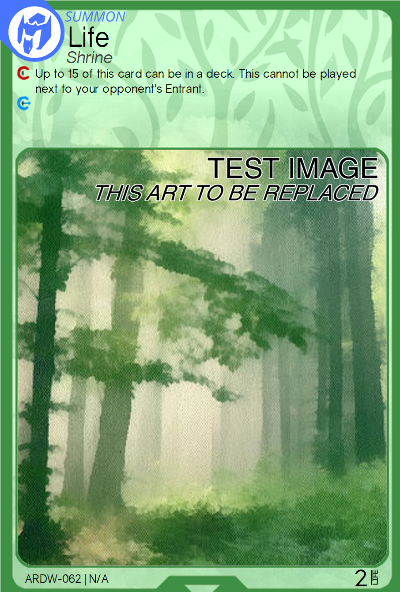 SUMMON
Life
Shrine
C Up to 15 of this card can be in a deck. This cannot be played
next to your opponent's Entrant.
TEST IMAGE
THIS ART TO BE REPLACED
ARDW-062 | N/A
2 LIFE